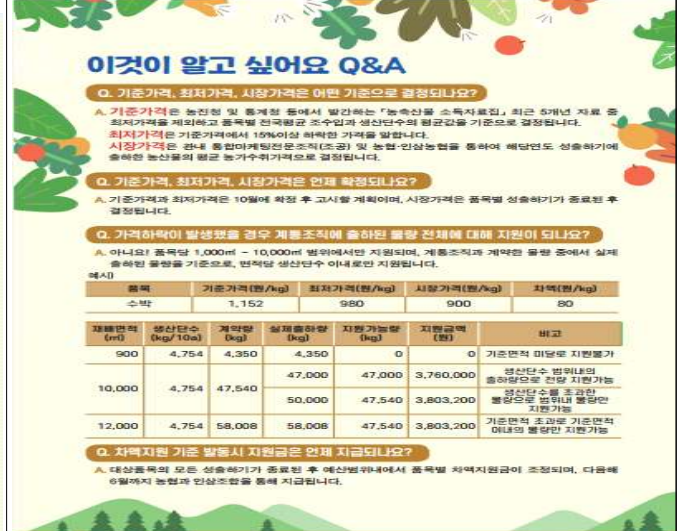 이것이 알고 싶어요 Q&A
Q. 기준가격, 최저가격, 시장가격은 어떤 기준으로 결정되나요?
A. 기준가격은 농진청 및 통계청 등에서 발간하는 「농축산물 소득자료집」 최근 5개년 자료 중
최저가격을 제외하고 품목별 전국평균 조수입과 생산단수의 평균값을 기준으로 결정됩니다.
최저가격은 기준가격에서 15%이상 하락한 가격을 말합니다.
시장가격은 관내 통합마케팅전문조직(조공) 및 농협·인삼농협을 통하여 해당연도 성출하기에
출하한 농산물의 평균 농가수취가격으로 결정됩니다.
Q. 기준가격, 최저가격, 시장가격은 언제 확정되나요?
A. 기준가격과 최저가격은 10월에 확정 후 고시할 계획이며, 시장가격은 품목별 성출하기가 종료된 후
결정됩니다.
Q. 가격하락이 발생했을 경우 계통조직에 출하된 물량 전체에 대해 지원이 되나요?
A. 아니요! 품목당 1,000㎡ ~ 10,000㎡ 범위에서만 지원되며, 계통조직과 계약한 물량 중에서 실제
출하된 물량을 기준으로, 면적당 생산단수 이내로만 지원됩니다.
예시)
품목 기준가격(원/kg) 최저가격(원/kg) 시장가격(원/kg) 차액(원/kg)
수박 1,152 980 900 80
재배면적(㎡) 생산단수(kg/10a) 계약량(kg) 실제출하량(kg) 지원가능량(kg) 지원금액(원) 비고
900 4,754 4,350 4,350 0 0 기준면적 미달로 지원불가
10,000 4,754 47,540 47,000 47,000 3,760,000 생산단수 범위내의 출하량으로 전량 지원가능
50,000 47,540 3,803,200 생산단수를 초과한 물량으로 범위내 물량만 지원가능
12,000 4,754 58,008 58,008 47,540 3,803,200 기준면적 초과로 기준면적 이내의 물량만 지원가능
Q. 차액지원 기준 발동시 지원금은 언제 지급되나요?
A. 대상품목의 모든 성출하기가 종료된 후 예산범위내에서 품목별 차액지원금이 조정되며, 다음해
6월까지 농협과 인삼조합을 통해 지급됩니다.